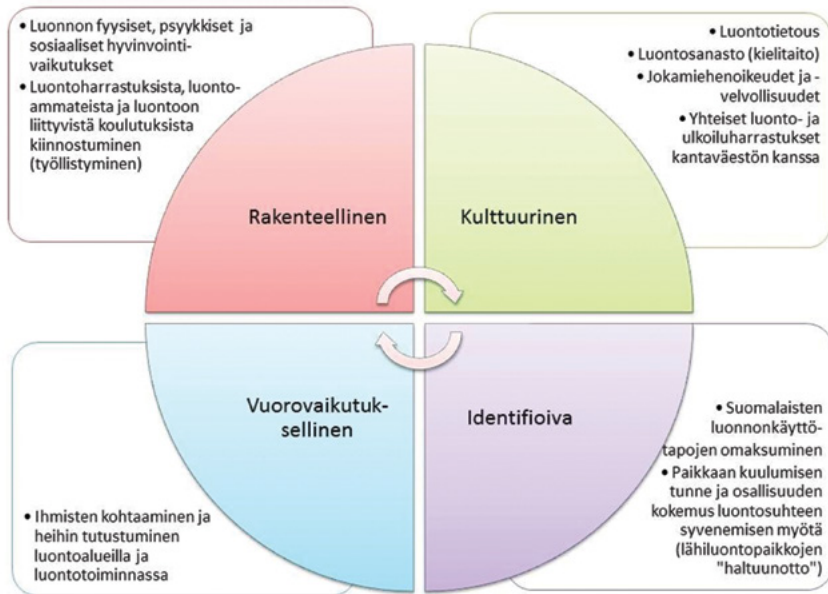 • Luonnon fyysiset, psyykkiset ja
sosiaaliset hyvinvointi-
vaikutukset
• Luontoharrastuksista, luonto-
ammateista ja luontoon
liittyvistä koulutuksista
kiinnostuminen
(työllistyminen)
• Luontotietous
• Luontosanasto (kielitaito)
• Jokamiehenoikeudet ja -
velvollisuudet
• Yhteiset luonto- ja
ulkoiluharrastukset
kantaväestön kanssa
Rakenteellinen
Kulttuurinen
Vuorovaikutuk-
sellinen
Identifioiva
• Ihmisten kohtaaminen ja
heihin tutustuminen
luontoalueilla ja
luontotoiminnassa
• Suomalaisten
luonnonkäyttö-
tapojen omaksuminen
• Paikkaan kuulumisen
tunne ja osallisuuden
kokemus luontosuhteen
syvenemisen myötä
(lähiluontopaikkojen
"haltuunotto")